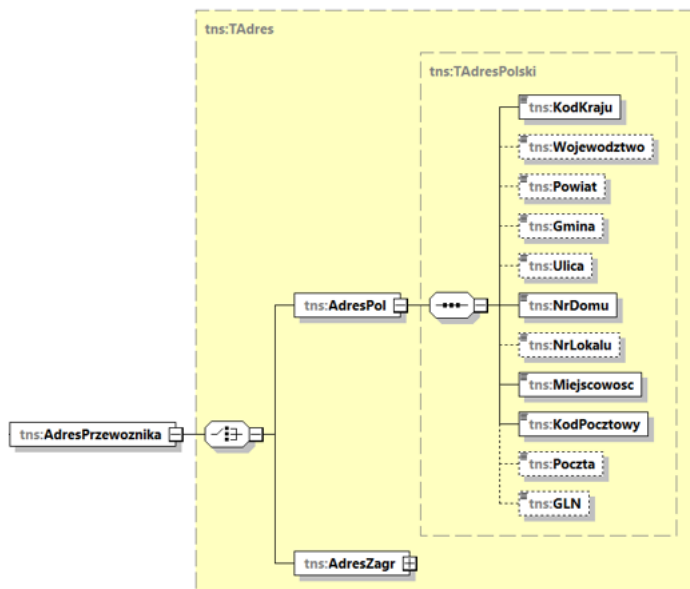 tns:TAdres
tns:TAdresPolski
tns:KodKraju
tns:Wojewodztwo
tns:Powiat
tns:Gmina
tns:Ulica
tns:AdresPol
tns:NrDomu
tns:NrLokalu
tns:Miejscowosc
tns:AdresPrzewoznika
tns:KodPocztowy
tns:Poczta
tns:GLN
tns:AdresZagr